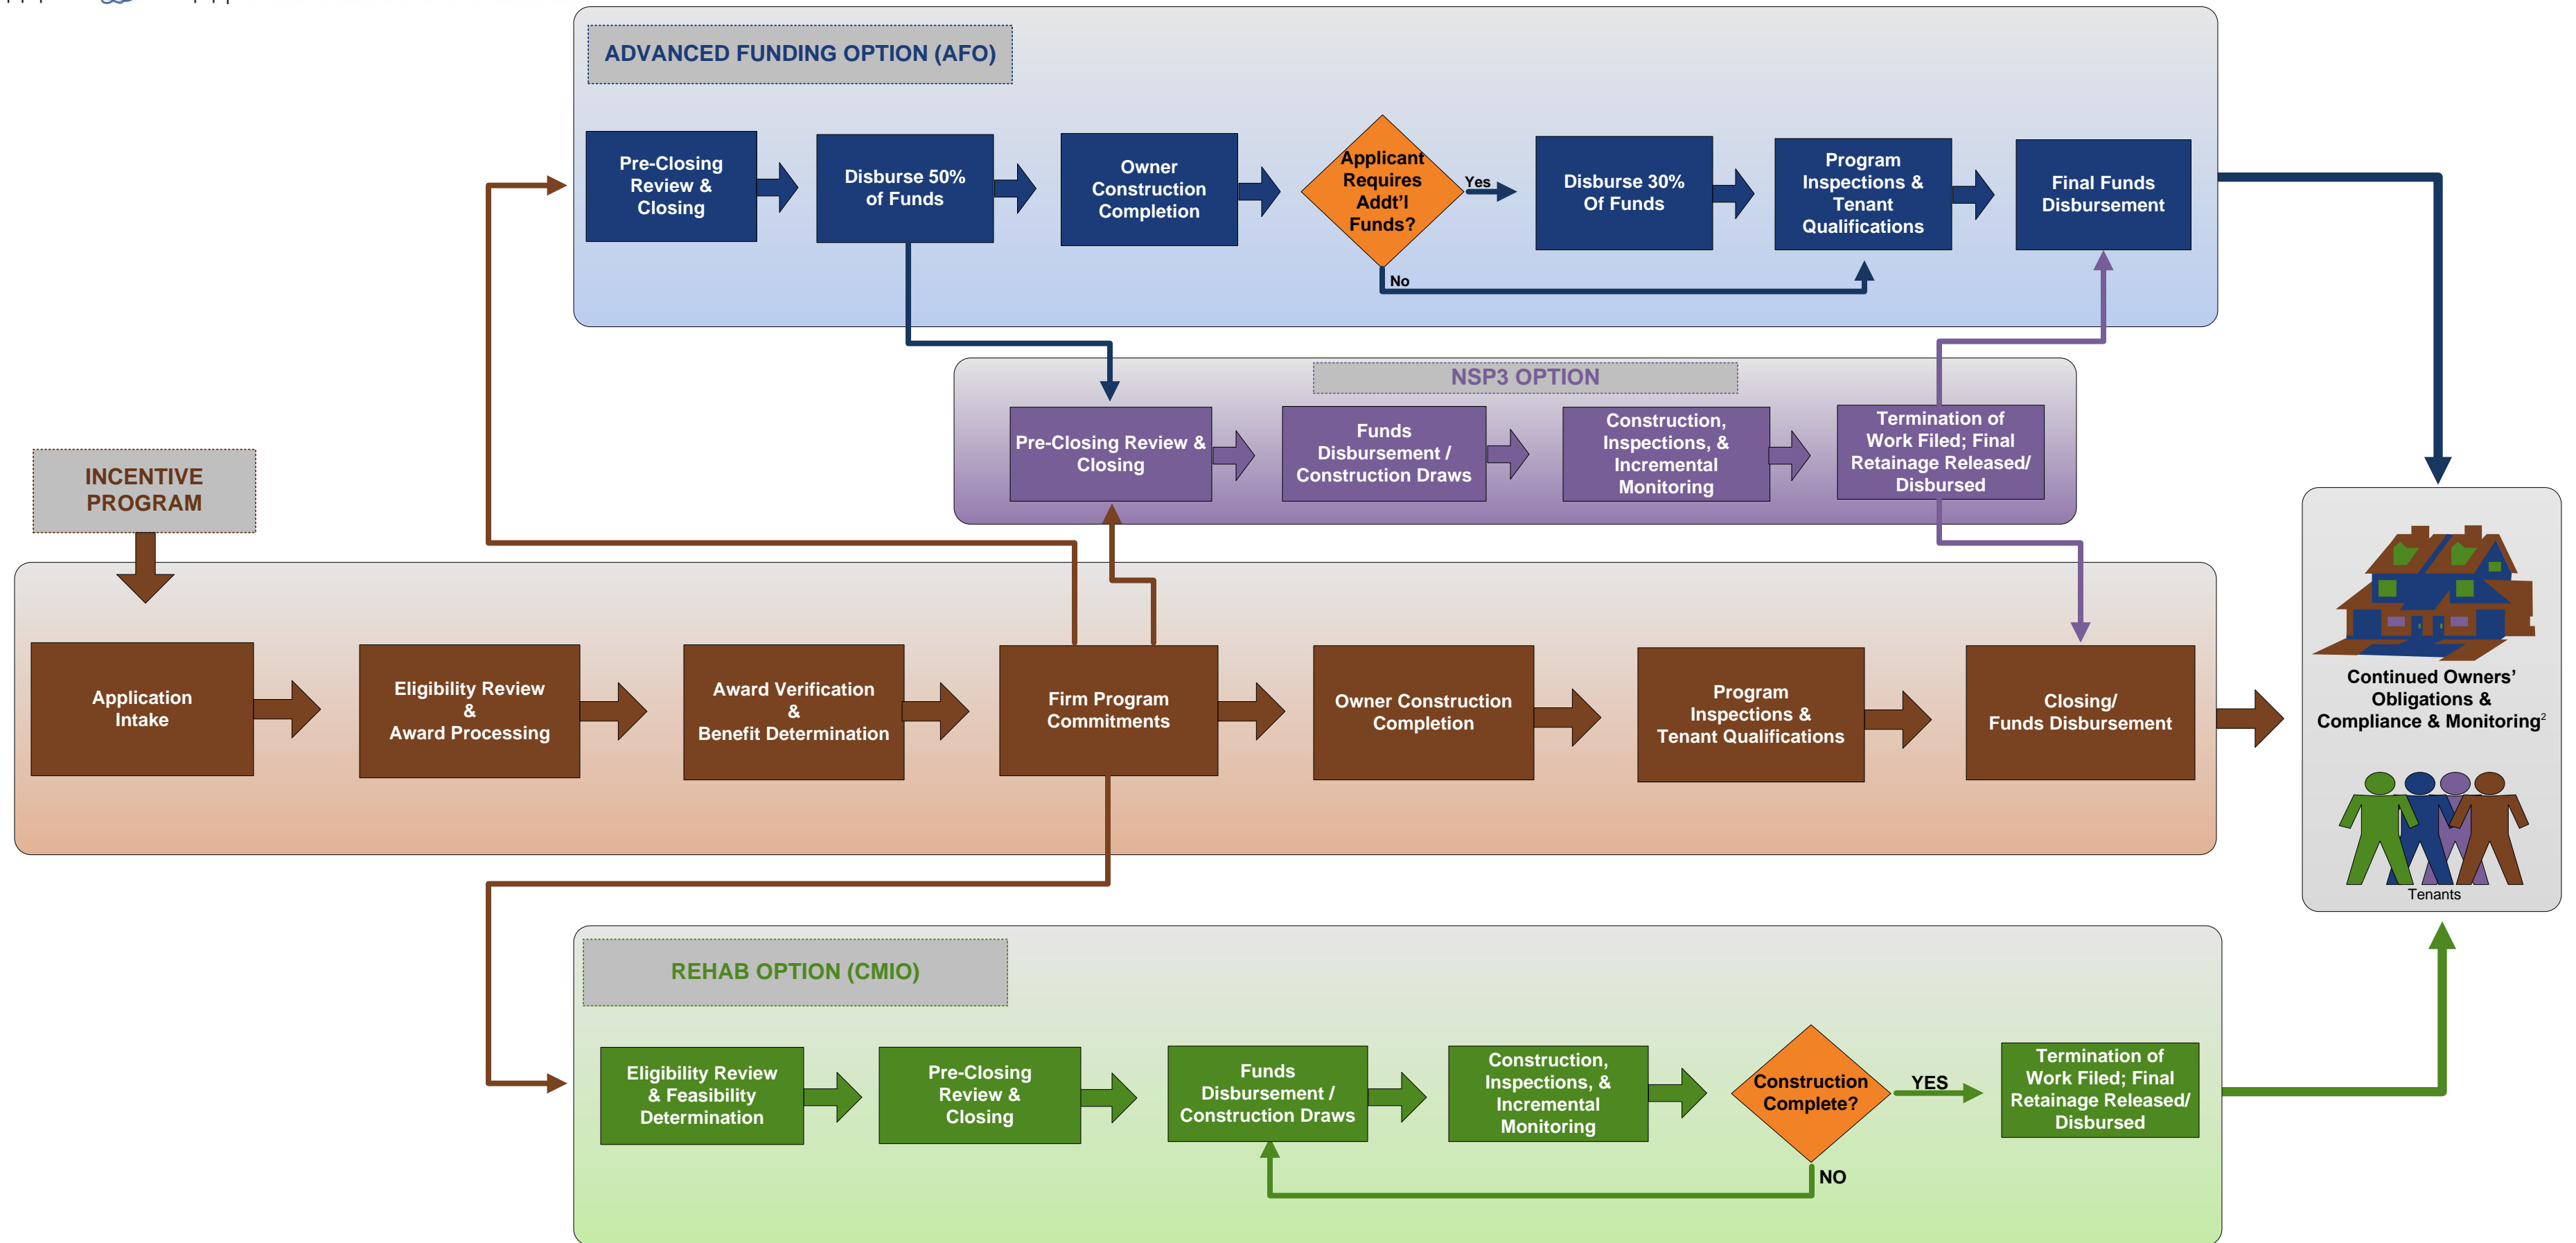 ADVANCED FUNDING OPTION (AFO)
Pre-Closing
Review &
Closing
Disburse 50%
of Funds
Owner
Construction
Completion
Applicant
Requires
Addt'l
Funds?
Yes
No
Disburse 30%
Of Funds
Program
Inspections &
Tenant
Qualifications
Final Funds
Disbursement
NSP3 OPTION
Pre-Closing Review &
Closing
Funds
Disbursement /
Construction Draws
Construction,
Inspections, &
Incremental
Monitoring
Termination of
Work Filed; Final
Retainage Released/
Disbursed
INCENTIVE
PROGRAM
Application
Intake
Eligibility Review
&
Award Processing
Award Verification
&
Benefit Determination
Firm Program
Commitments
Owner Construction
Completion
Program
Inspections &
Tenant Qualifications
Closing/
Funds Disbursement
Continued Owners'
Obligations &
Compliance & Monitoring²
Tenants
REHAB OPTION (CMIO)
Eligibility Review
& Feasibility
Determination
Pre-Closing
Review &
Closing
Funds
Disbursement /
Construction Draws
Construction,
Inspections, &
Incremental
Monitoring
Construction
Complete?
YES
NO
Termination of
Work Filed; Final
Retainage Released/
Disbursed